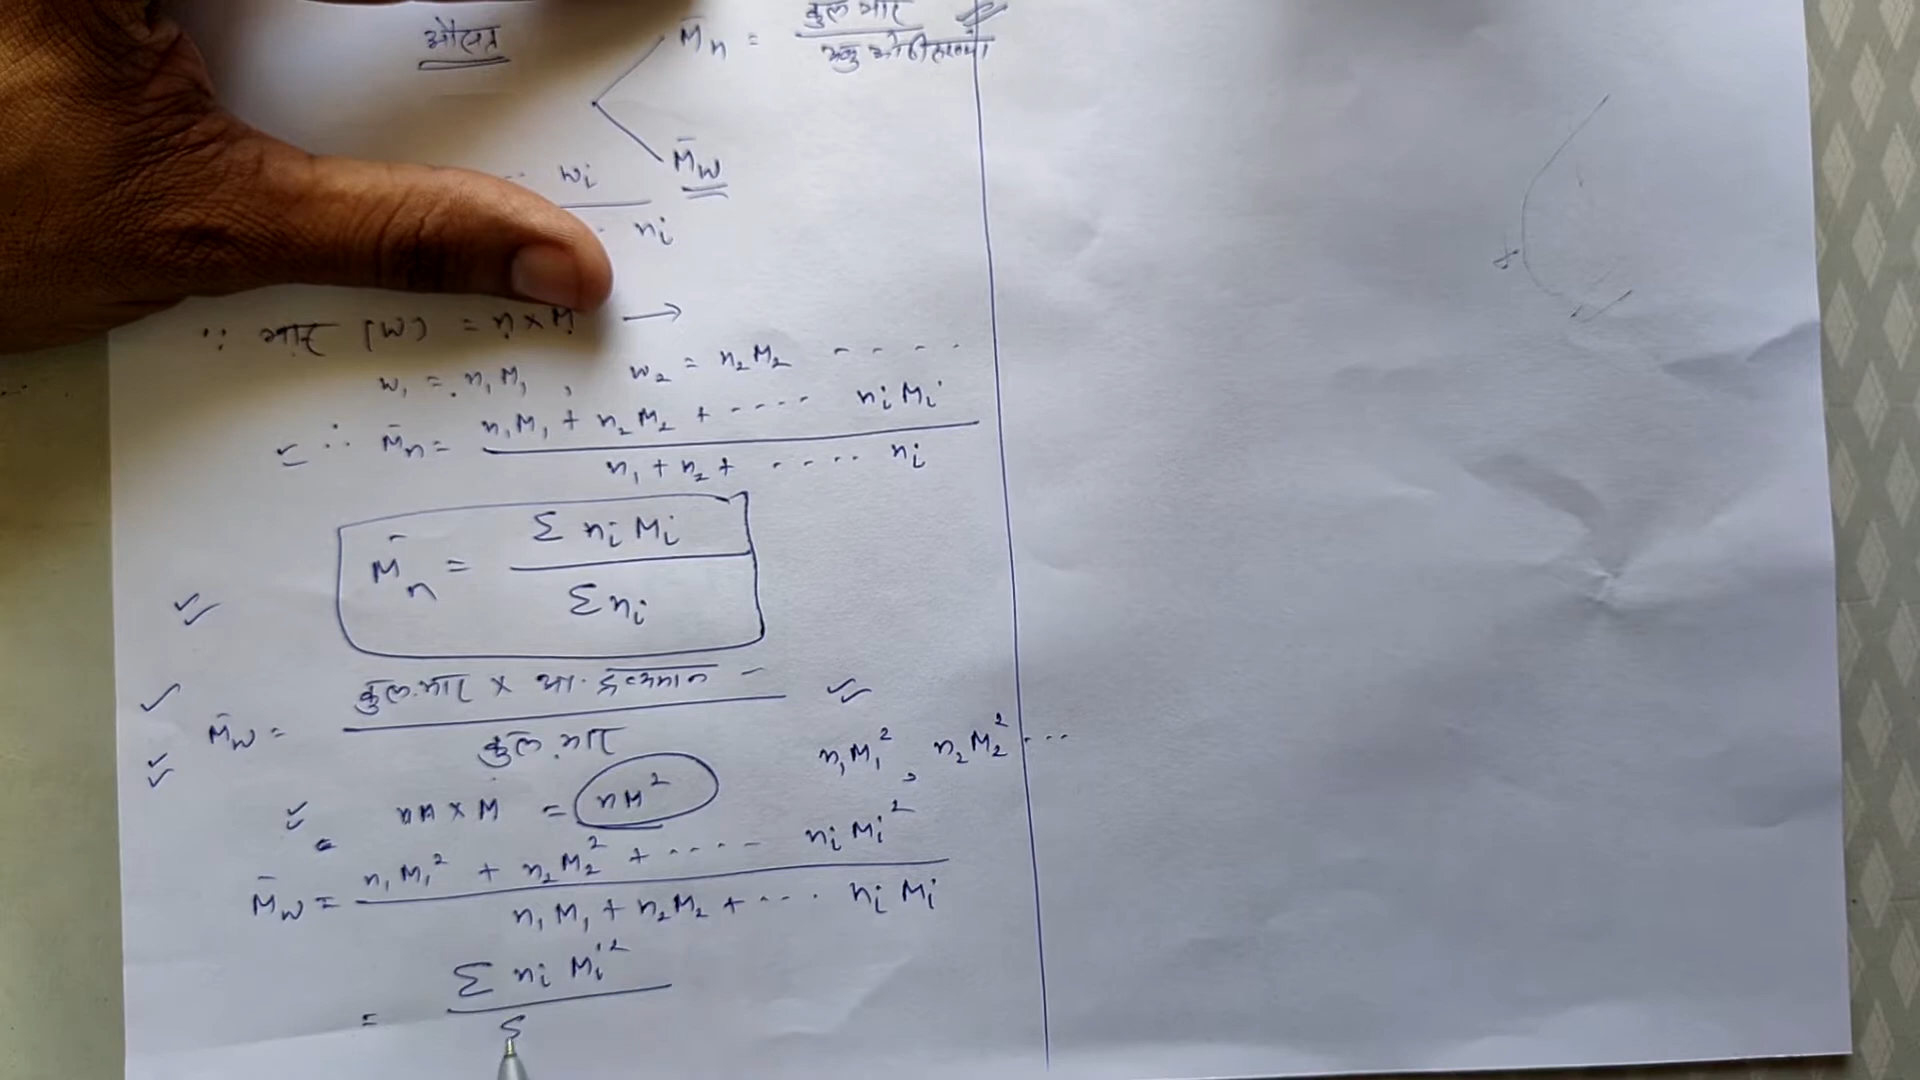 औसत
M̄n = कुल भार / अणुओं की संख्या
M̄w
wi / ni
∵ भार (w) = n × M →
w₁ = n₁M₁, w₂ = n₂M₂ - - - -
∴ M̄n = n₁M₁ + n₂M₂ + - - - - niMi / n₁ + n₂ + - - - - ni
M̄n = Σ niMi / Σ ni
M̄w = कुल भार × आ. द्रव्यमान / कुल भार
n₁M₁², n₂M₂² ...
nM × M = nM²
M̄w = n₁M₁² + n₂M₂² + - - - - niMi² / n₁M₁ + n₂M₂ + - - - niMi
= Σ niMi² /